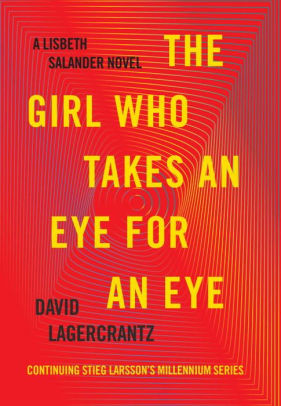 A LISBETH
SALANDER NOVEL
THE
GIRL WHO
TAKES AN
EYE FOR
AN EYE
DAVID
LAGERCRANTZ
CONTINUING STIEG LARSSON'S MILLENNIUM SERIES